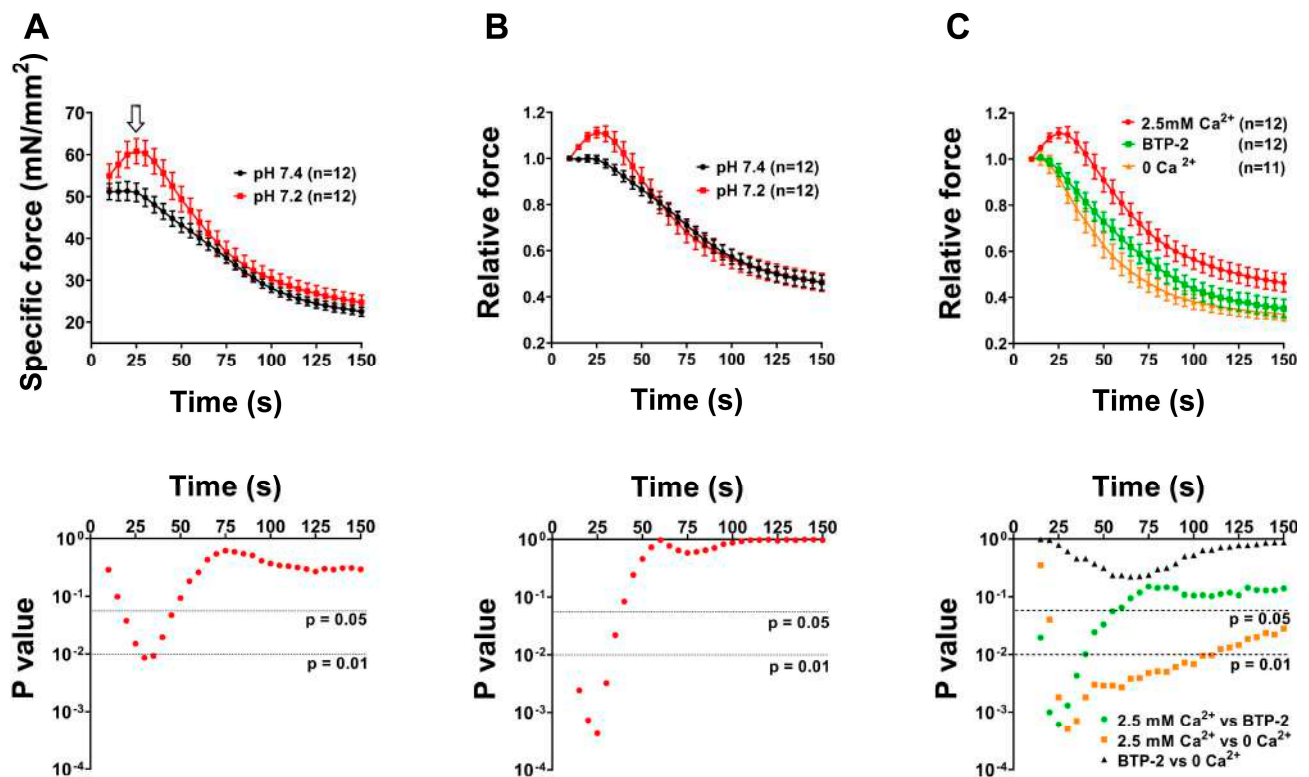 A
B
C
Specific force (mN/mm²)
70
60
50
40
30
20
pH 7.4 (n=12)
pH 7.2 (n=12)
0 25 50 75 100 125 150
Time (s)
Relative force
1.2
1.0
0.8
0.6
0.4
0.2
pH 7.4 (n=12)
pH 7.2 (n=12)
0 25 50 75 100 125 150
Time (s)
Relative force
1.2
1.0
0.8
0.6
0.4
0.2
2.5mM Ca²⁺ (n=12)
BTP-2 (n=12)
0 Ca ²⁺ (n=11)
0 25 50 75 100 125 150
Time (s)
Time (s)
0 25 50 75 100 125 150
P value
10⁰
10⁻¹
10⁻²
10⁻³
10⁻⁴
p = 0.05
p = 0.01
Time (s)
0 25 50 75 100 125 150
P value
10⁰
10⁻¹
10⁻²
10⁻³
10⁻⁴
p = 0.05
p = 0.01
Time (s)
0 25 50 75 100 125 150
P value
10⁰
10⁻¹
10⁻²
10⁻³
10⁻⁴
p = 0.05
p = 0.01
2.5 mM Ca²⁺ vs BTP-2
2.5 mM Ca²⁺ vs 0 Ca²⁺
BTP-2 vs 0 Ca²⁺